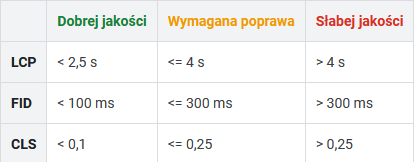 Dobrej jakości Wymagana poprawa Słabej jakości
LCP < 2,5 s <= 4 s > 4 s
FID < 100 ms <= 300 ms > 300 ms
CLS < 0,1 <= 0,25 > 0,25